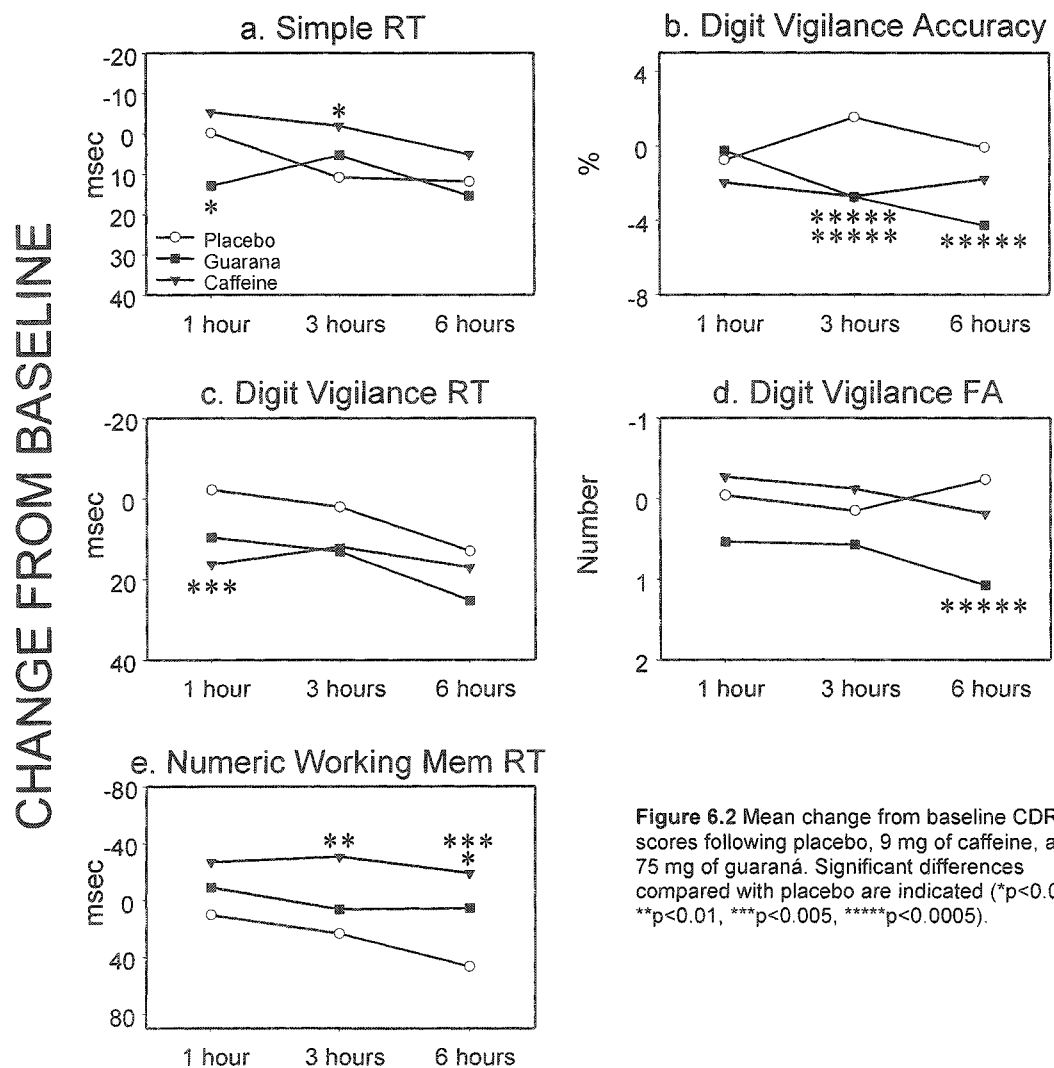 CHANGE FROM BASELINE
a. Simple RT
-20
-10
0
10
20
30
40
msec
*
*
Placebo
Guarana
Caffeine
1 hour 3 hours 6 hours
b. Digit Vigilance Accuracy
4
0
-4
-8
%
*****
*****
*****
1 hour 3 hours 6 hours
c. Digit Vigilance RT
-20
0
20
40
msec
***
1 hour 3 hours 6 hours
d. Digit Vigilance FA
-1
0
1
2
Number
*****
1 hour 3 hours 6 hours
e. Numeric Working Mem RT
-80
-40
0
40
80
msec
**
***
*
1 hour 3 hours 6 hours
Figure 6.2 Mean change from baseline CDR
scores following placebo, 9 mg of caffeine,
75 mg of guaraná. Significant differences
compared with placebo are indicated
**p<0.01, ***p<0.005, *****p<0.0005).